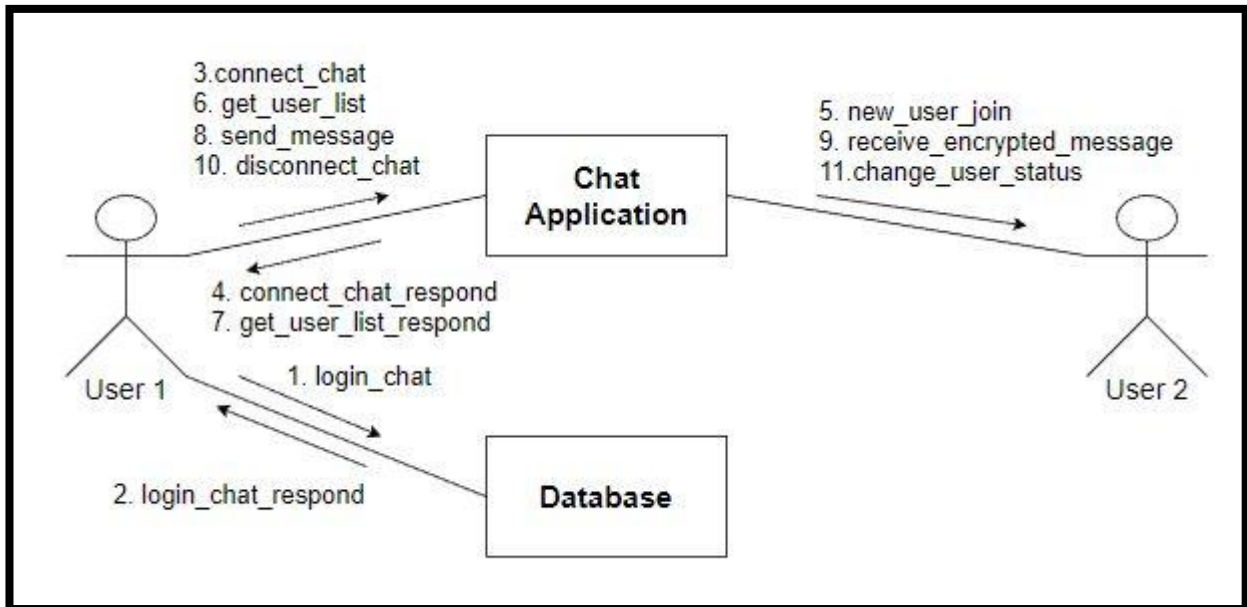 3.connect_chat
6. get_user_list
8. send_message
10. disconnect_chat
5. new_user_join
9. receive_encrypted_message
11.change_user_status
Chat
Application
4. connect_chat_respond
7. get_user_list_respond
1. login_chat
User 1
User 2
2. login_chat_respond
Database